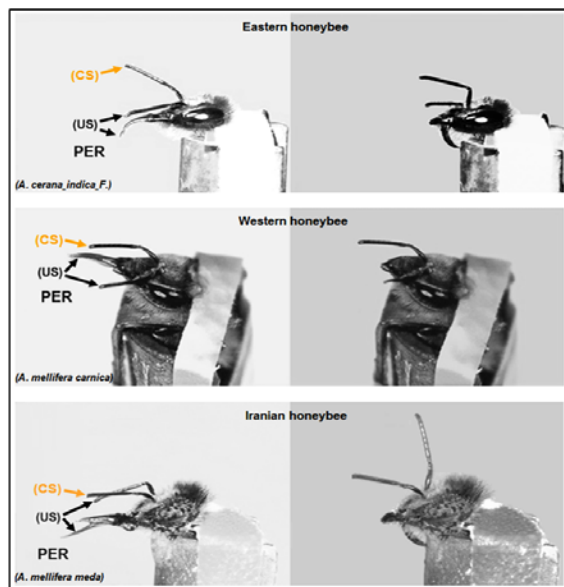 Eastern honeybee
(CS)
(US)
PER
(A. cerana_indica_F.)
Western honeybee
(CS)
(US)
PER
(A. mellifera carnica)
Iranian honeybee
(CS)
(US)
PER
(A. mellifera meda)